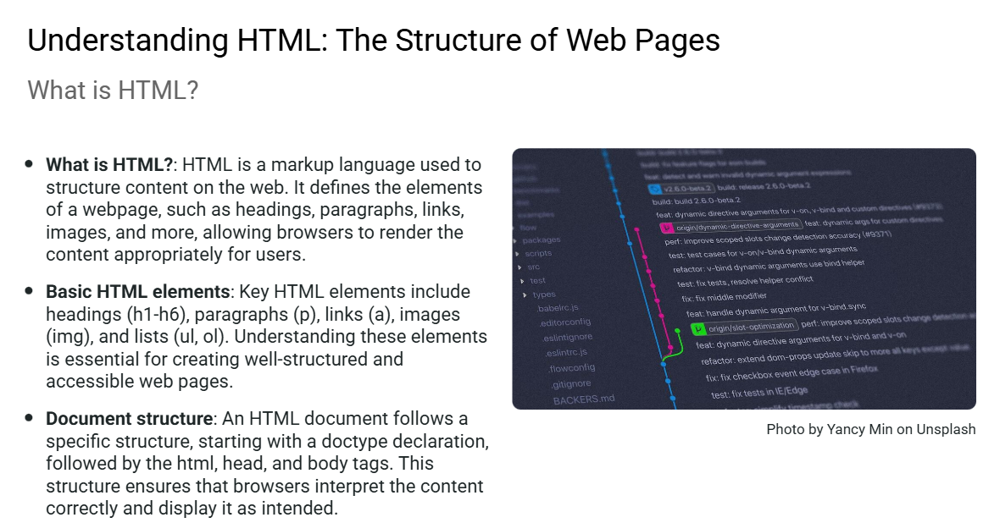 Understanding HTML: The Structure of Web Pages
What is HTML?
What is HTML?: HTML is a markup language used to
structure content on the web. It defines the elements
of a webpage, such as headings, paragraphs, links,
images, and more, allowing browsers to render the
content appropriately for users.
Basic HTML elements: Key HTML elements include
headings (h1-h6), paragraphs (p), links (a), images
(img), and lists (ul, ol). Understanding these elements
is essential for creating well-structured and
accessible web pages.
Document structure: An HTML document follows a
specific structure, starting with a doctype declaration,
followed by the html, head, and body tags. This
structure ensures that browsers interpret the content
correctly and display it as intended.
examples
flow
packages
scripts
src
test
types
.babelrc.js
.editorconfig
.eslintignore
.eslintrc.js
.flowconfig
.gitignore
BACKERS.md
feat: detect and warn invalid dynamic argument expressions
v2.6.0-beta.2 build: release 2.6.0-beta.2
build: build 2.6.0-beta.2
feat: dynamic directive arguments for v-on, v-bind and custom directives (#9373)
origin/dynamic-directive-arguments feat: dynamic args for custom directives
perf: improve scoped slots change detection accuracy (#9371)
test: test cases for v-on/v-bind dynamic arguments
refactor: v-bind dynamic arguments use bind helper
test: fix tests, resolve helper conflict
fix: fix middle modifier
feat: handle dynamic argument for v-bind.sync
origin/slot-optimization perf: improve scoped slots change detection
feat: dynamic directive arguments for v-bind and v-on
refactor: extend dom-props update skip to more all keys except value
fix: fix checkbox event edge case in Firefox
test: fix tests in IE/Edge
simplify timestamp check
Photo by Yancy Min on Unsplash